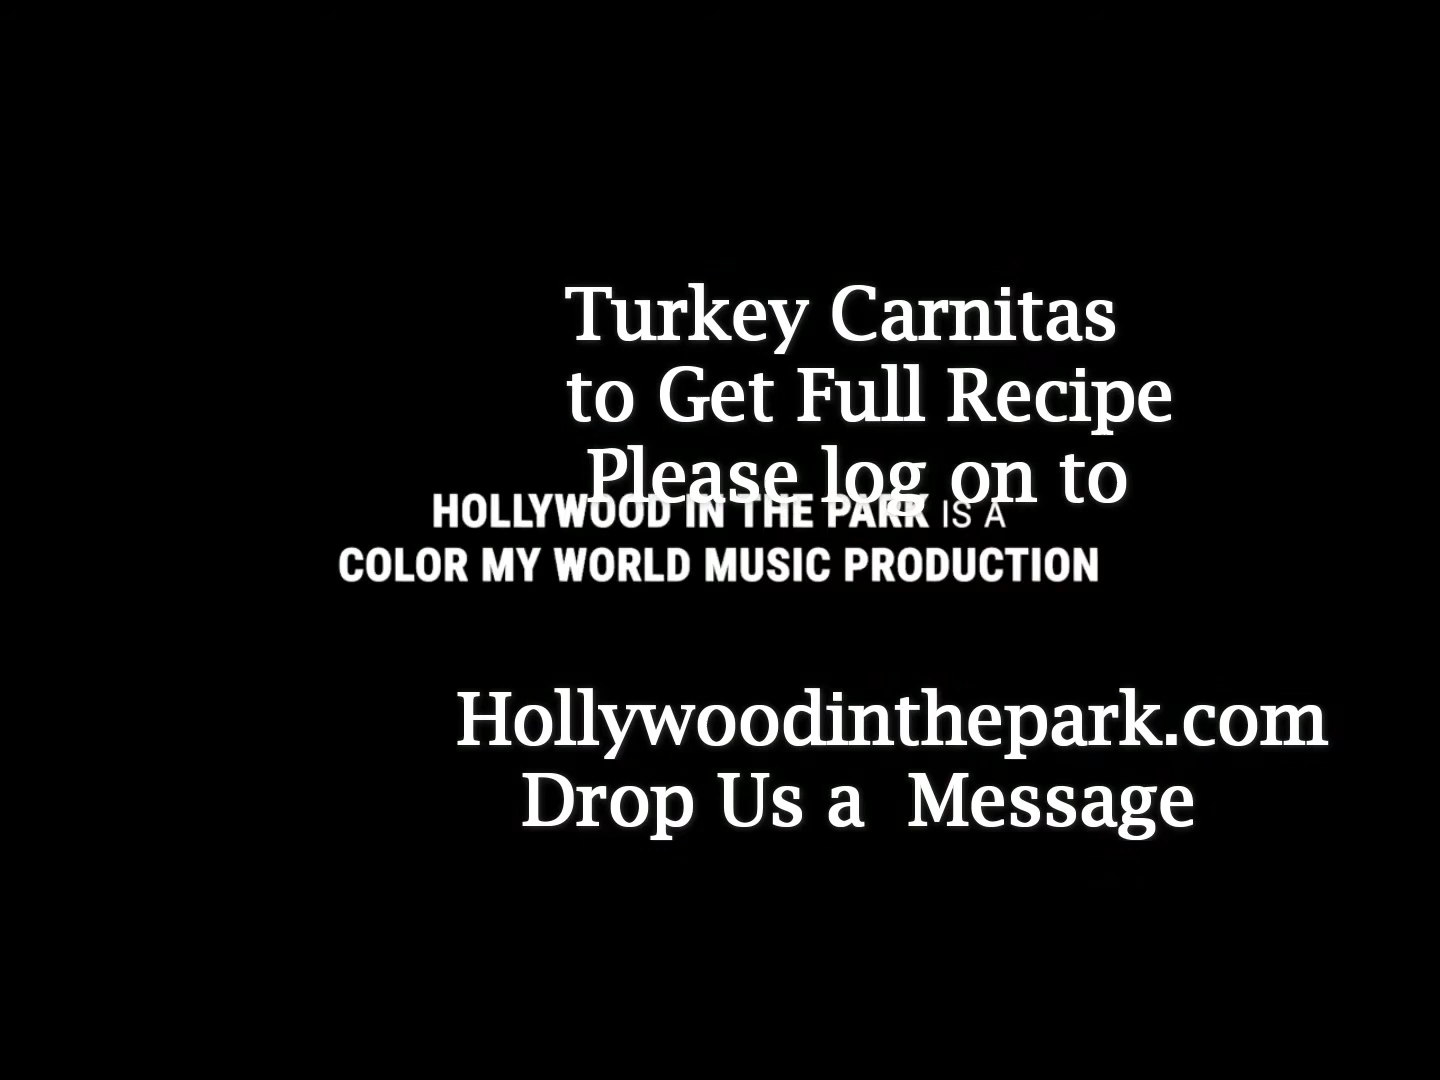 Turkey Carnitas
to Get Full Recipe
Please log on to
HOLLYWOOD IN THE PARK IS A
COLOR MY WORLD MUSIC PRODUCTION
Hollywoodinthepark.com
Drop Us a  Message